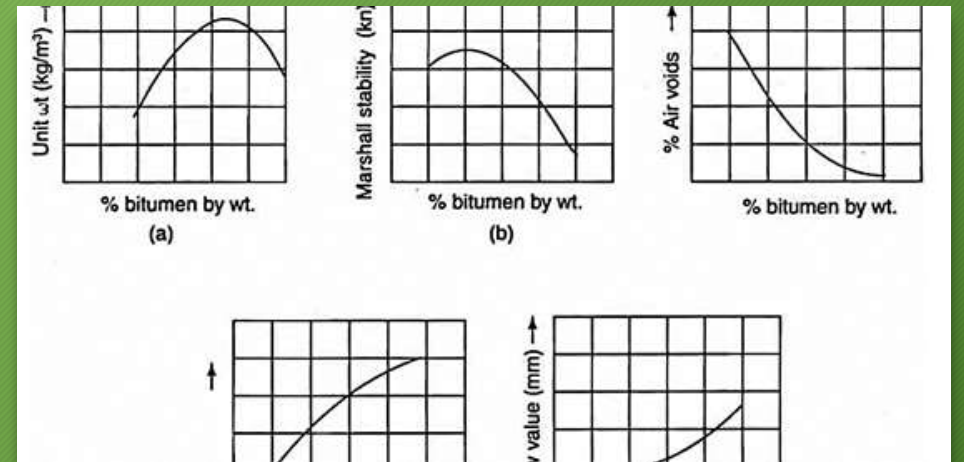 Unit ωt (kg/m³)
% bitumen by wt.
(a)
Marshall stability (kn)
% bitumen by wt.
(b)
% Air voids
% bitumen by wt.
value (mm)